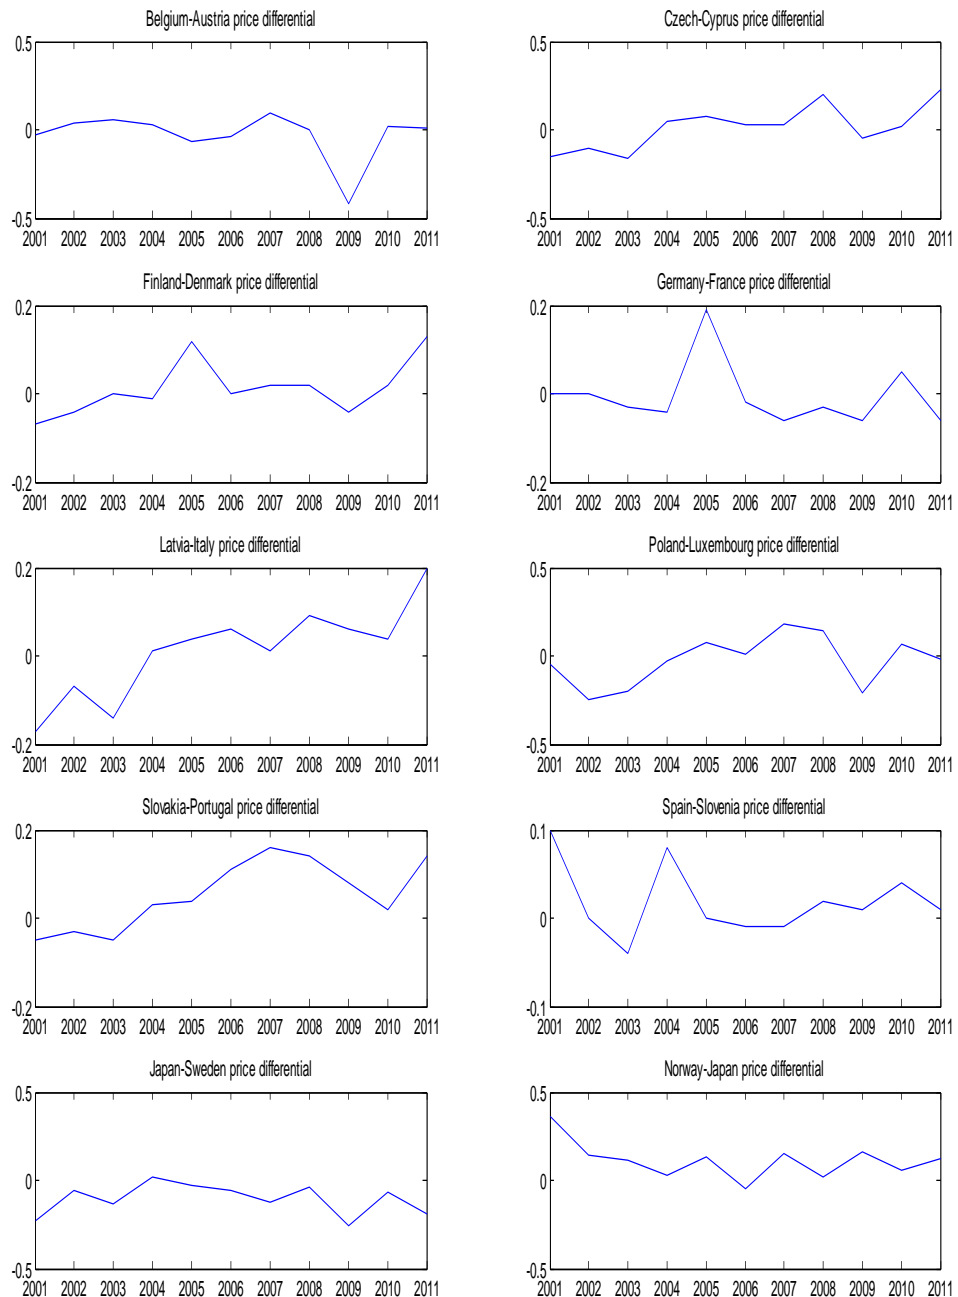 Belgium-Austria price differential
0.5
0
-0.5
2001 2002 2003 2004 2005 2006 2007 2008 2009 2010 2011
Czech-Cyprus price differential
0.5
0
-0.5
2001 2002 2003 2004 2005 2006 2007 2008 2009 2010 2011
Finland-Denmark price differential
0.2
0
-0.2
2001 2002 2003 2004 2005 2006 2007 2008 2009 2010 2011
Germany-France price differential
0.2
0
-0.2
2001 2002 2003 2004 2005 2006 2007 2008 2009 2010 2011
Latvia-Italy price differential
0.2
0
-0.2
2001 2002 2003 2004 2005 2006 2007 2008 2009 2010 2011
Poland-Luxembourg price differential
0.5
0
-0.5
2001 2002 2003 2004 2005 2006 2007 2008 2009 2010 2011
Slovakia-Portugal price differential
0.2
0
-0.2
2001 2002 2003 2004 2005 2006 2007 2008 2009 2010 2011
Spain-Slovenia price differential
0.1
0
-0.1
2001 2002 2003 2004 2005 2006 2007 2008 2009 2010 2011
Japan-Sweden price differential
0.5
0
-0.5
2001 2002 2003 2004 2005 2006 2007 2008 2009 2010 2011
Norway-Japan price differential
0.5
0
-0.5
2001 2002 2003 2004 2005 2006 2007 2008 2009 2010 2011